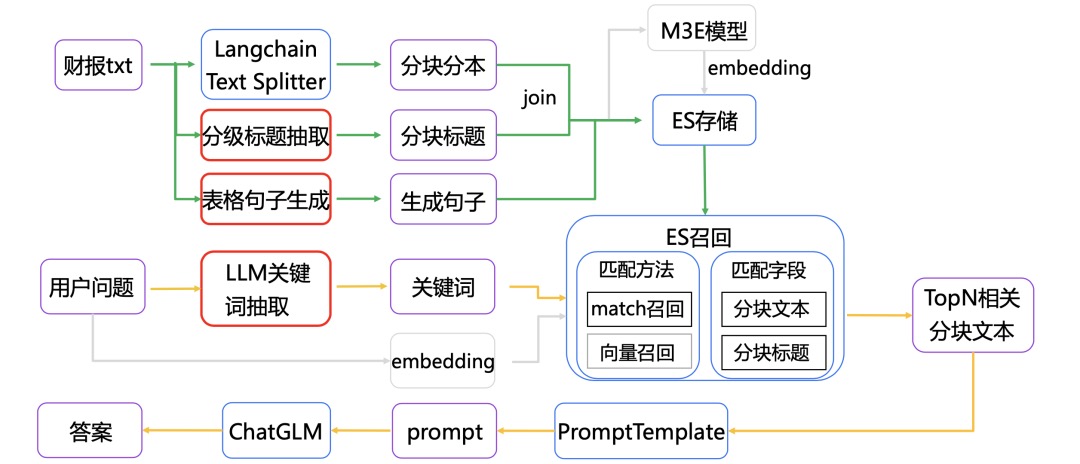 财报txt
Langchain
Text Splitter
分块分本
M3E模型
embedding
join
ES存储
分级标题抽取
分块标题
表格句子生成
生成句子
用户问题
LLM关键
词抽取
关键词
embedding
ES召回
匹配方法
match召回
向量召回
匹配字段
分块文本
分块标题
TopN相关
分块文本
PromptTemplate
prompt
ChatGLM
答案